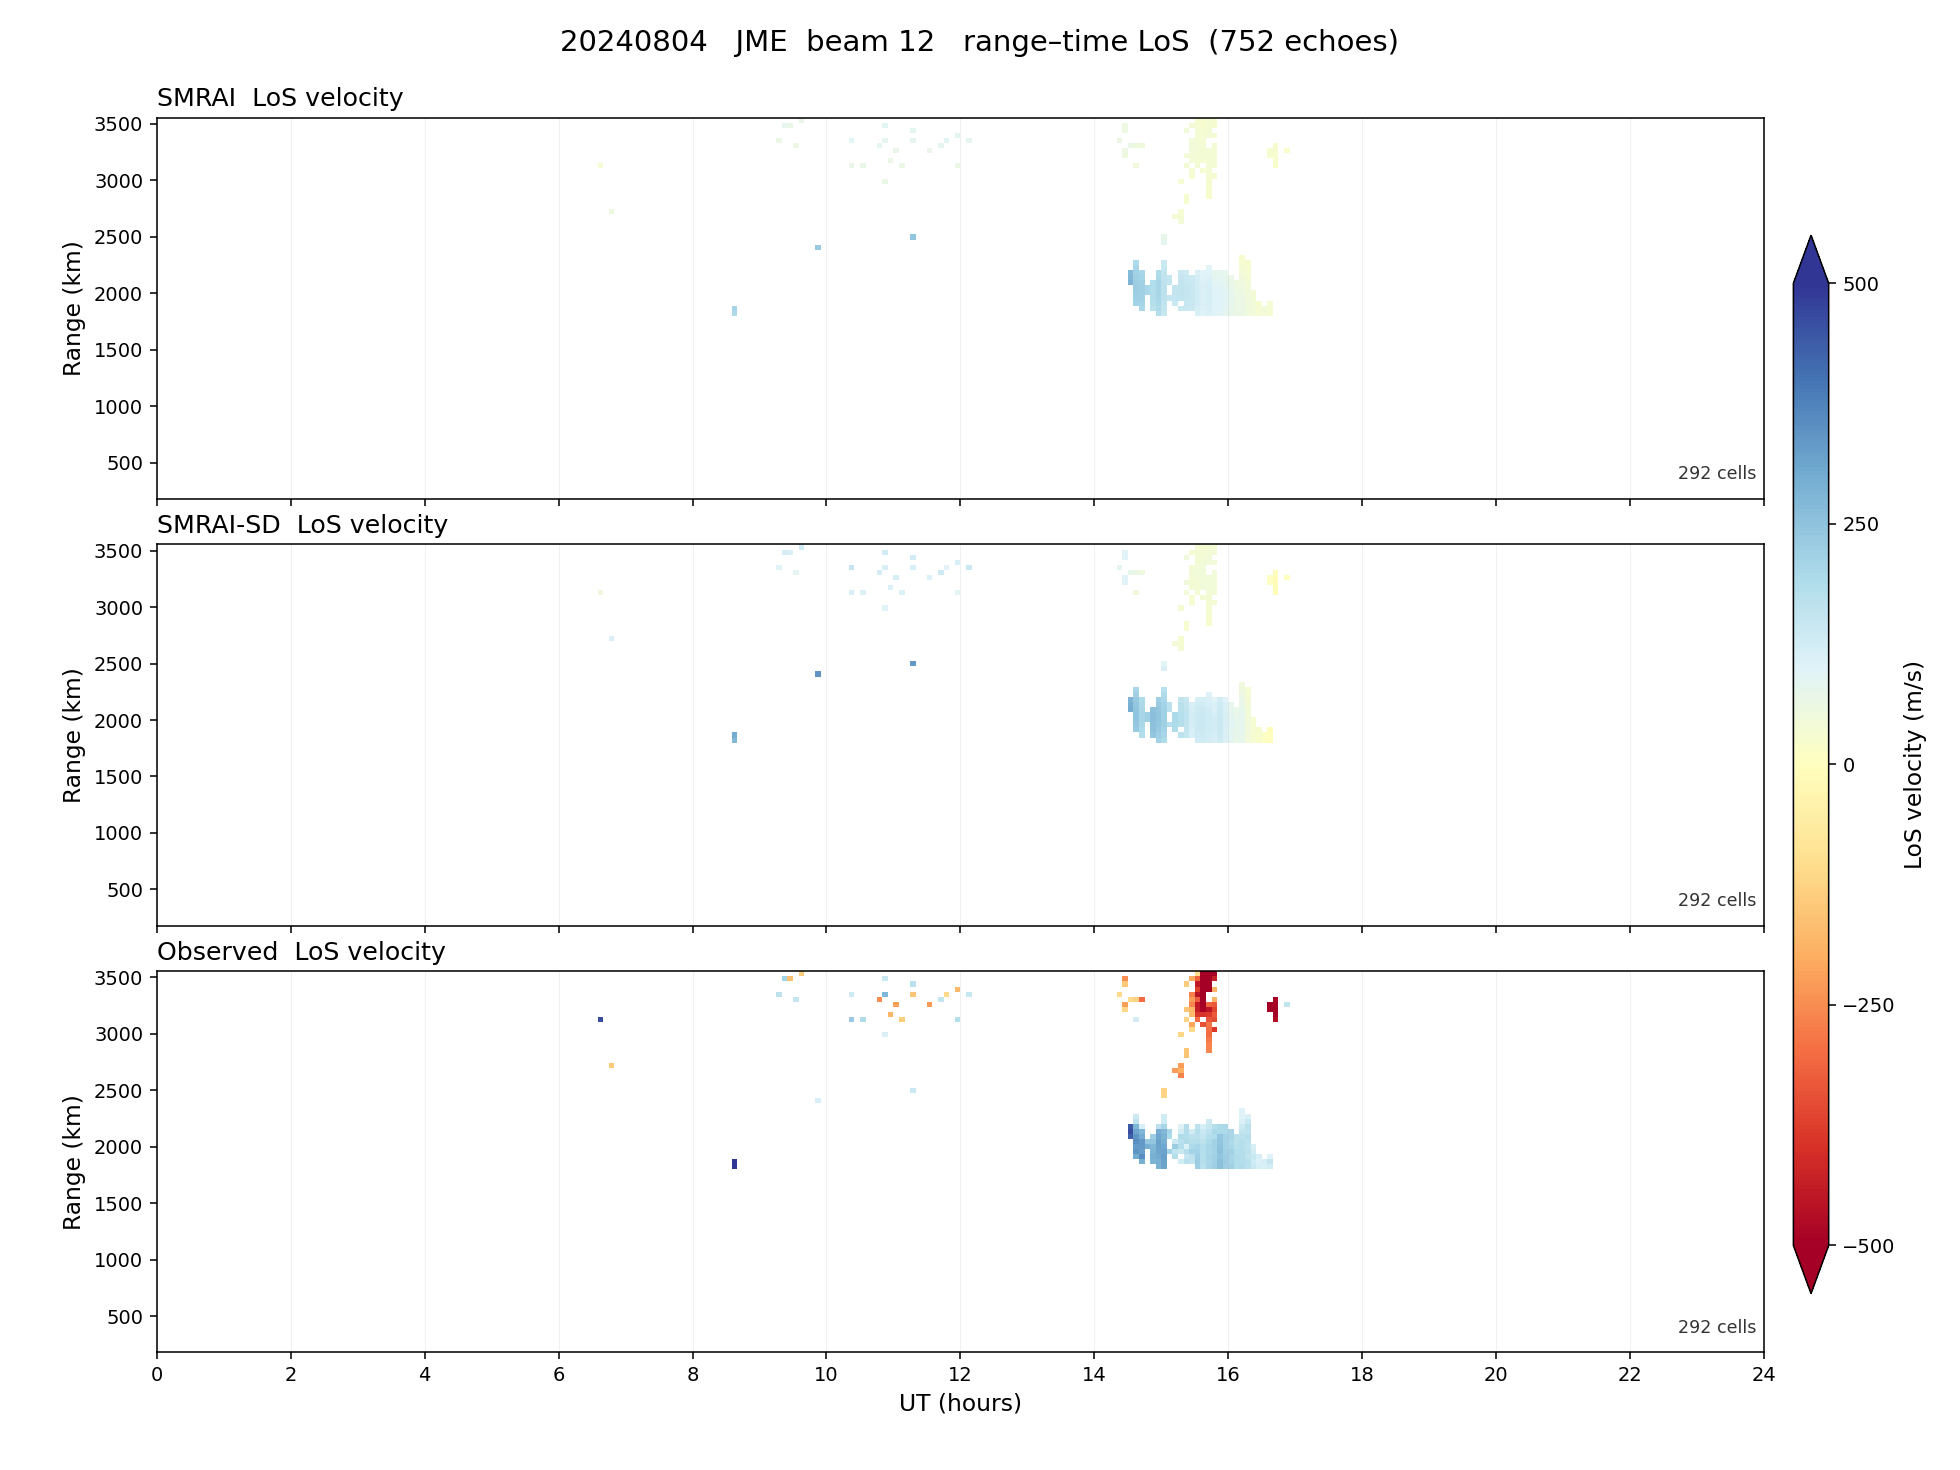 20240804   JME  beam 12   range–time LoS  (752 echoes)
SMRAI  LoS velocity
3500
3000
2500
2000
1500
1000
500
Range (km)
292 cells
SMRAI-SD  LoS velocity
3500
3000
2500
2000
1500
1000
500
Range (km)
292 cells
Observed  LoS velocity
3500
3000
2500
2000
1500
1000
500
Range (km)
292 cells
0 2 4 6 8 10 12 14 16 18 20 22 24
UT (hours)
500
250
0
−250
−500
LoS velocity (m/s)